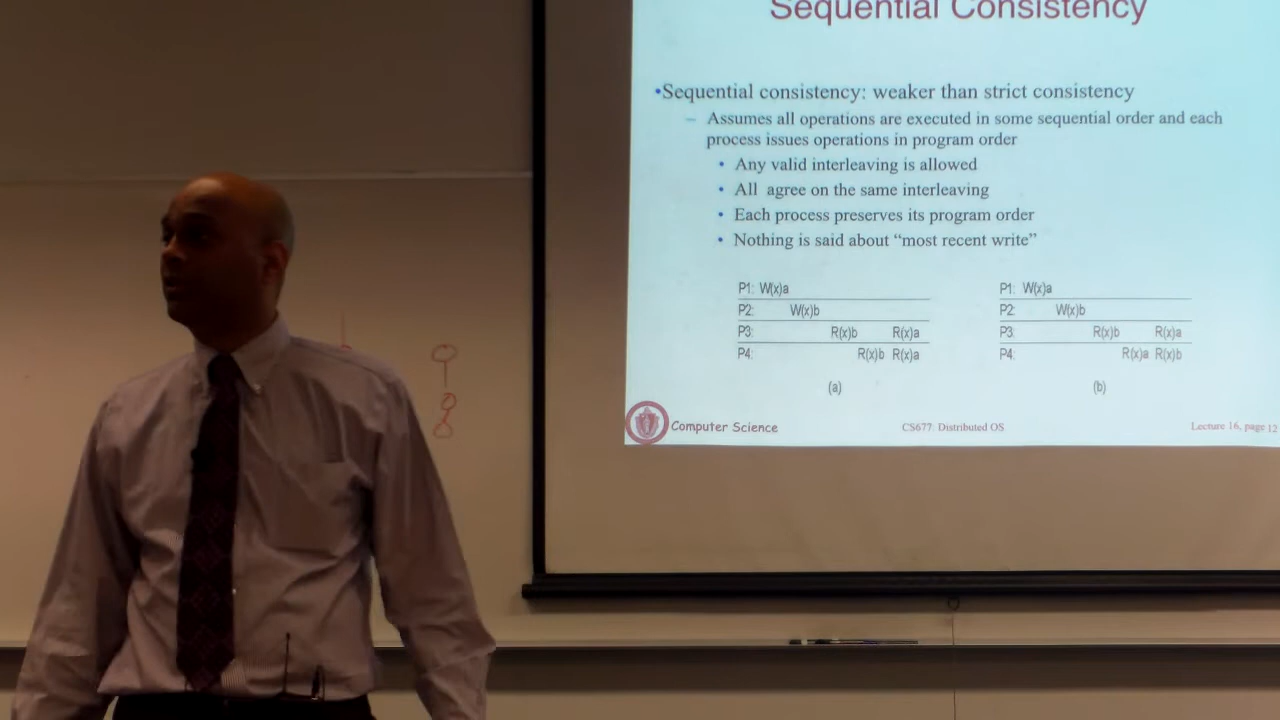 Sequential Consistency
•Sequential consistency: weaker than strict consistency
– Assumes all operations are executed in some sequential order and each
process issues operations in program order
• Any valid interleaving is allowed
• All agree on the same interleaving
• Each process preserves its program order
• Nothing is said about “most recent write”
P1: W(x)a
P2: W(x)b
P3: R(x)b R(x)a
P4: R(x)b R(x)a
(a)
P1: W(x)a
P2: W(x)b
P3: R(x)b R(x)a
P4: R(x)a R(x)b
(b)
Computer Science
CS677: Distributed OS
Lecture 16, page 12